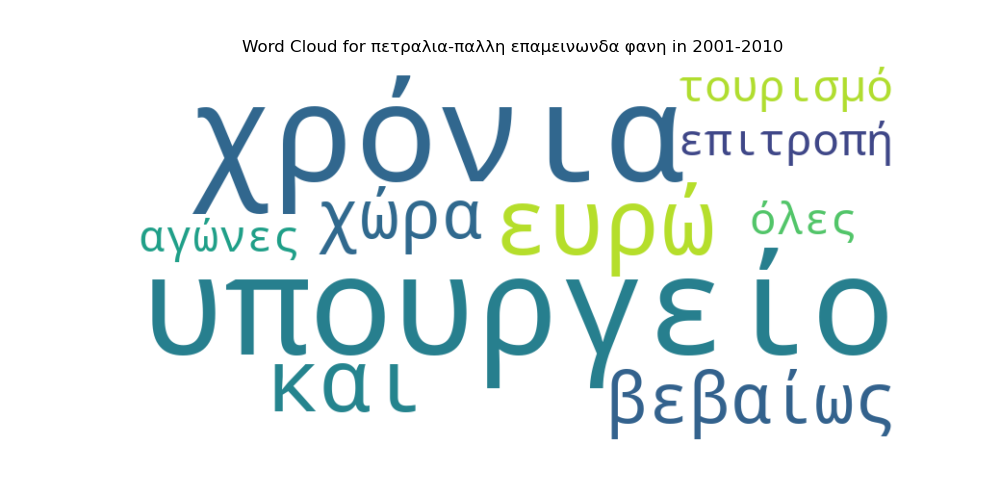 Word Cloud for πετραλια-παλλη επαμεινωνδα φανη in 2001-2010
χρόνια
τουρισμό
επιτροπή
χώρα
ευρώ
όλες
αγώνες
υπουργείο
και
βεβαίως